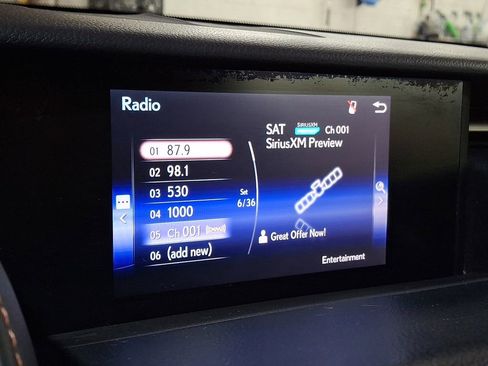 Radio
SAT SIRIUSXM Ch 001
SiriusXM Preview
01 87.9
02 98.1
03 530
Set
04 1000
6/36
05 Ch 001
Great Offer Now!
06 (add new)
Entertainment